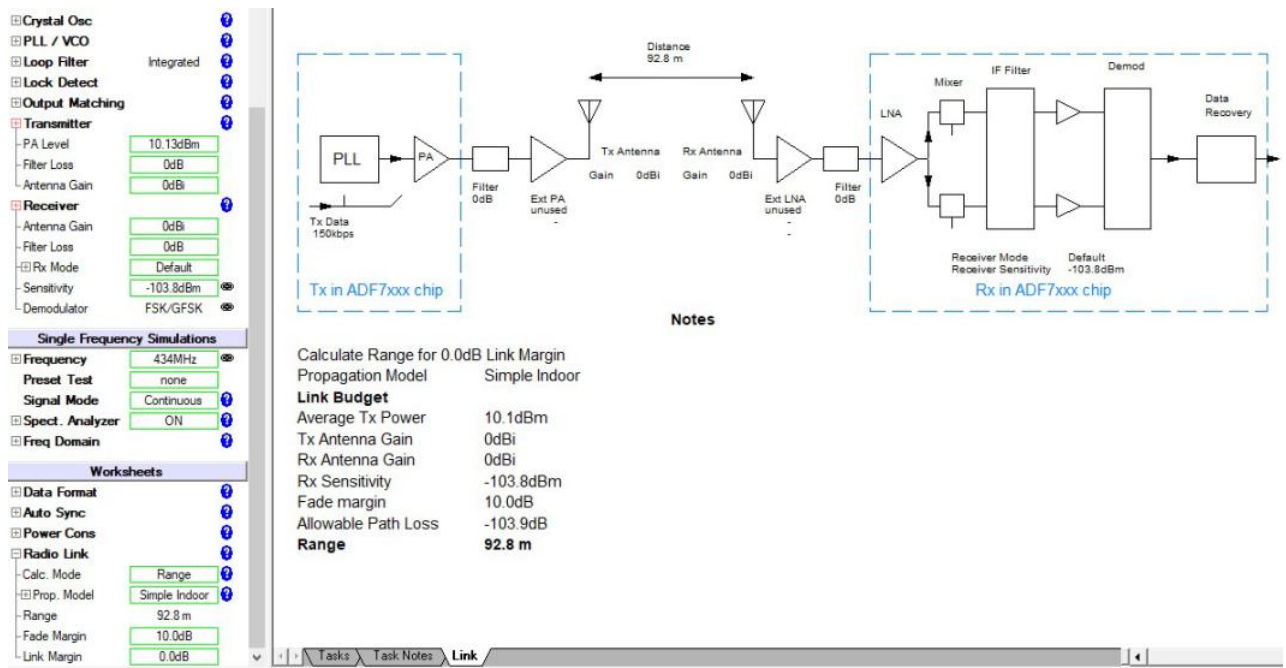 Crystal Osc
PLL / VCO
Loop Filter Integrated
Lock Detect
Output Matching
Transmitter
PA Level 10.13dBm
Filter Loss 0dB
Antenna Gain 0dBi
Receiver
Antenna Gain 0dBi
Filter Loss 0dB
Rx Mode Default
Sensitivity -103.8dBm
Demodulator FSK/GFSK
Single Frequency Simulations
Frequency 434MHz
Preset Test none
Signal Mode Continuous
Spect. Analyzer ON
Freq Domain
Worksheets
Data Format
Auto Sync
Power Cons
Radio Link
Calc. Mode Range
Prop. Model Simple Indoor
Range 92.8 m
Fade Margin 10.0dB
Link Margin 0.0dB
Distance
92.8 m
PLL
PA
Filter
0dB
Ext PA
unused
-
Tx Data
150kbps
Tx Antenna
Gain 0dBi
Rx Antenna
Gain 0dBi
Ext LNA
unused
-
-
Filter
0dB
LNA
Mixer
IF Filter
Demod
Data
Recovery
Receiver Mode Default
Receiver Sensitivity -103.8dBm
Tx in ADF7xxx chip
Rx in ADF7xxx chip
Notes
Calculate Range for 0.0dB Link Margin
Propagation Model Simple Indoor
Link Budget
Average Tx Power 10.1dBm
Tx Antenna Gain 0dBi
Rx Antenna Gain 0dBi
Rx Sensitivity -103.8dBm
Fade margin 10.0dB
Allowable Path Loss -103.9dB
Range 92.8 m
Tasks Task Notes Link